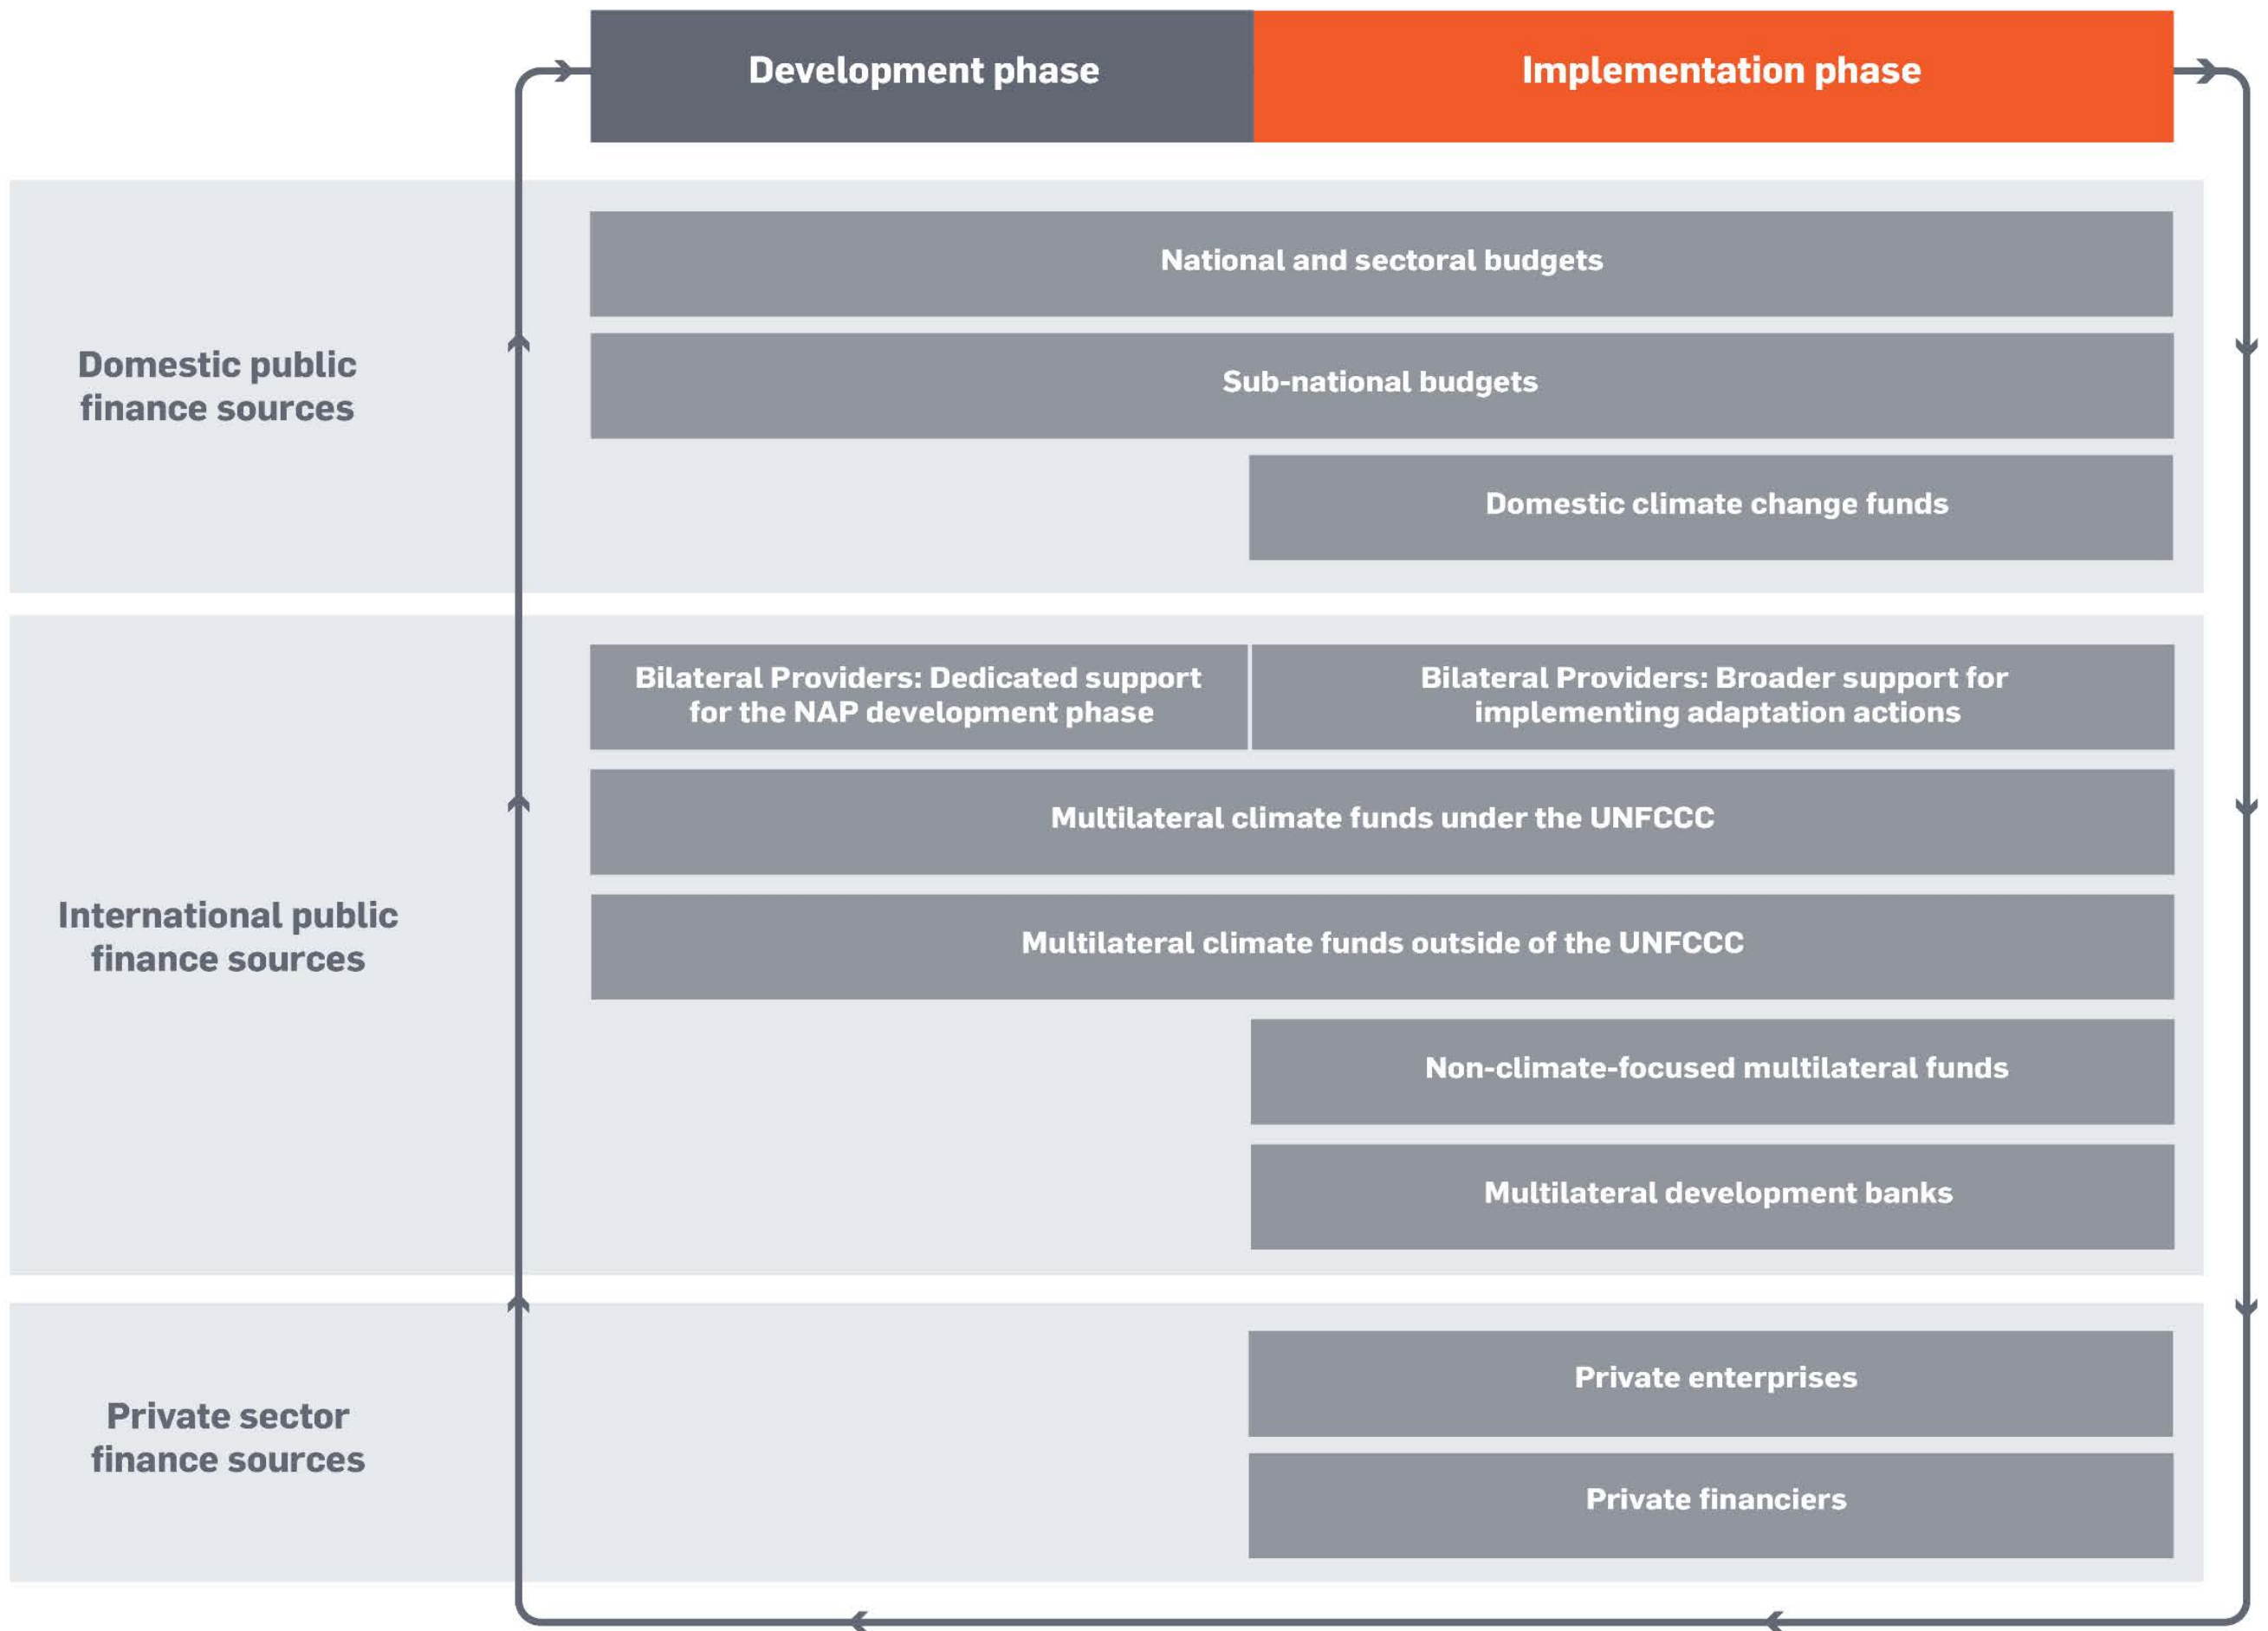 Development phase
Implementation phase
Domestic public
finance sources
National and sectoral budgets
Sub-national budgets
Domestic climate change funds
International public
finance sources
Bilateral Providers: Dedicated support
for the NAP development phase
Bilateral Providers: Broader support for
implementing adaptation actions
Multilateral climate funds under the UNFCCC
Multilateral climate funds outside of the UNFCCC
Non-climate-focused multilateral funds
Multilateral development banks
Private sector
finance sources
Private enterprises
Private financiers